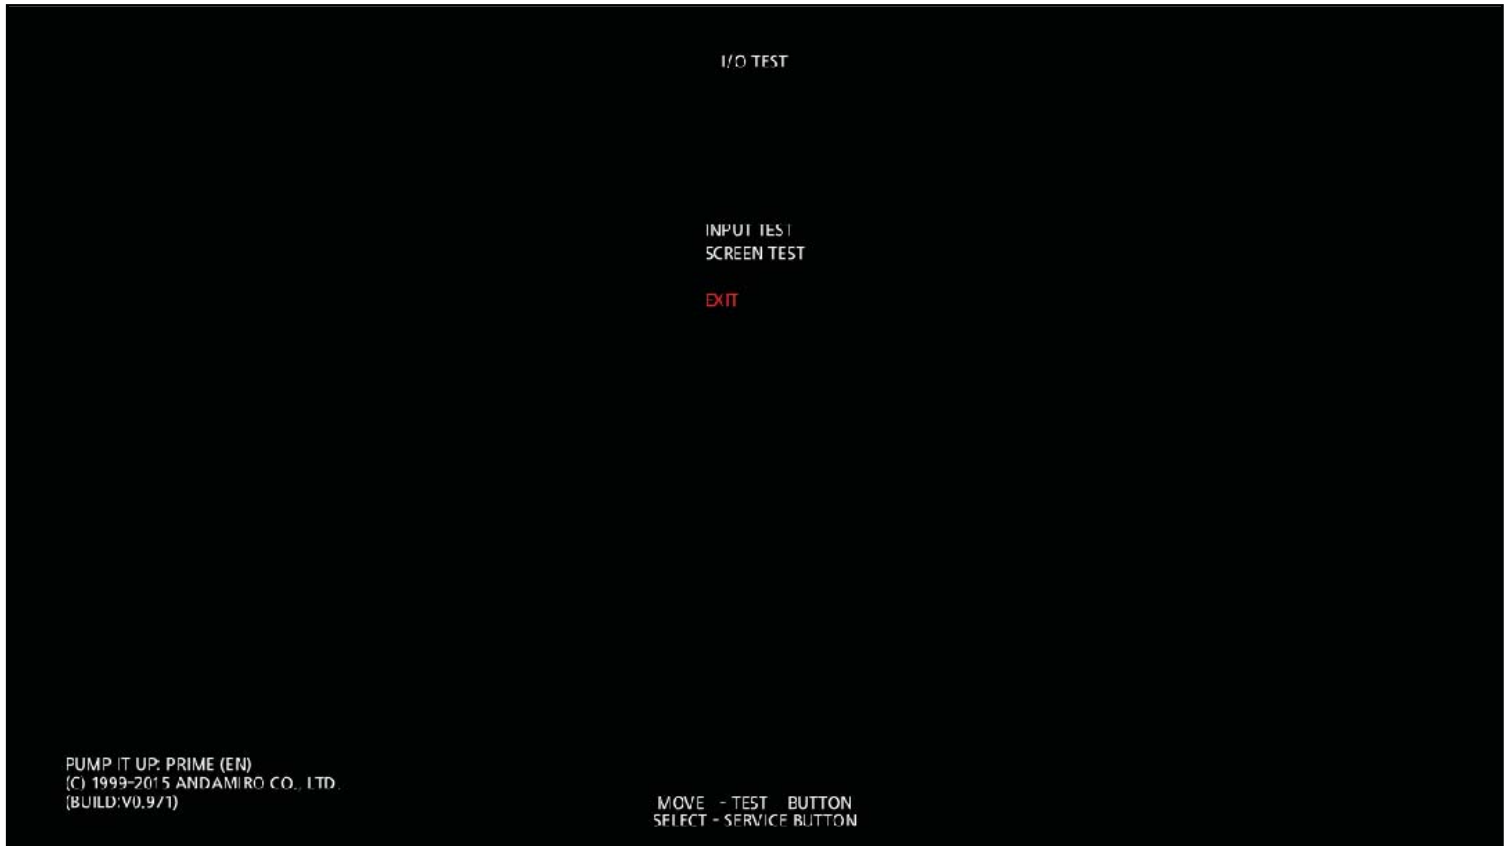 I/O TEST
INPUT TEST
SCREEN TEST
EXIT
PUMP IT UP: PRIME (EN)
(C) 1999-2015 ANDAMIRO CO., LTD.
(BUILD:V0.971)
MOVE - TEST BUTTON
SELECT - SERVICE BUTTON